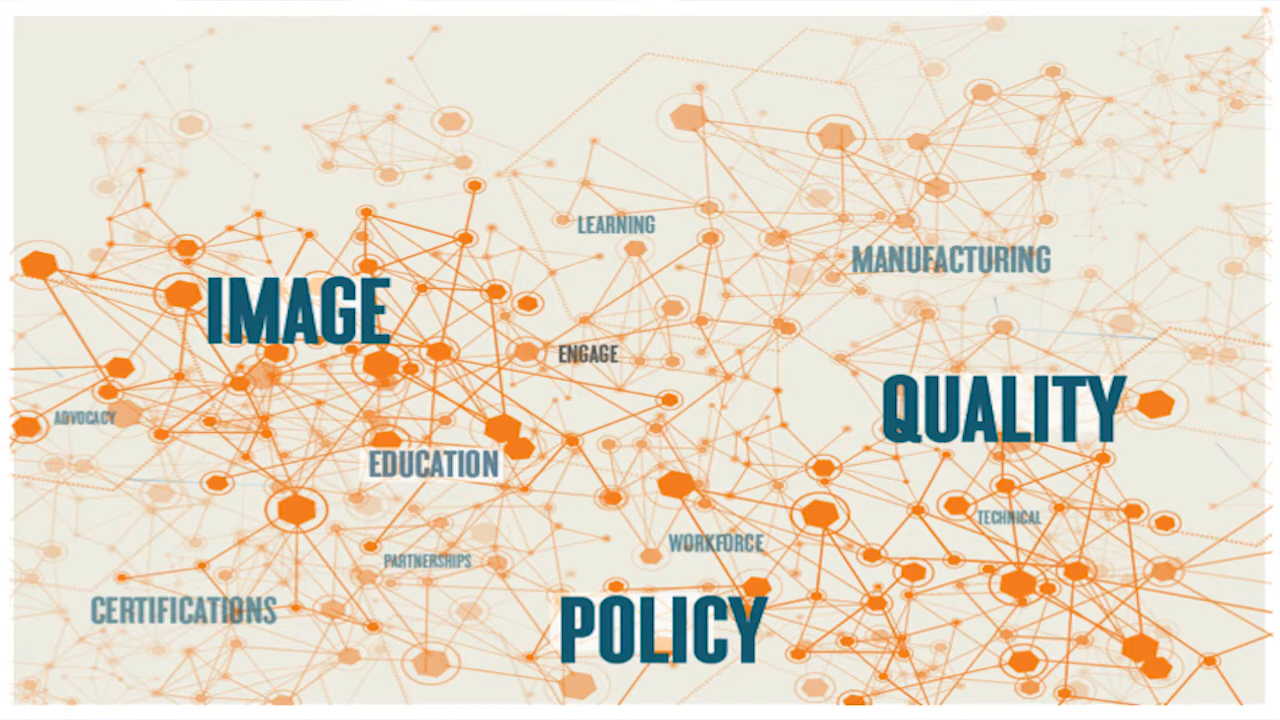 LEARNING
MANUFACTURING
IMAGE
ENGAGE
QUALITY
ADVOCACY
EDUCATION
TECHNICAL
WORKFORCE
PARTNERSHIPS
CERTIFICATIONS
POLICY